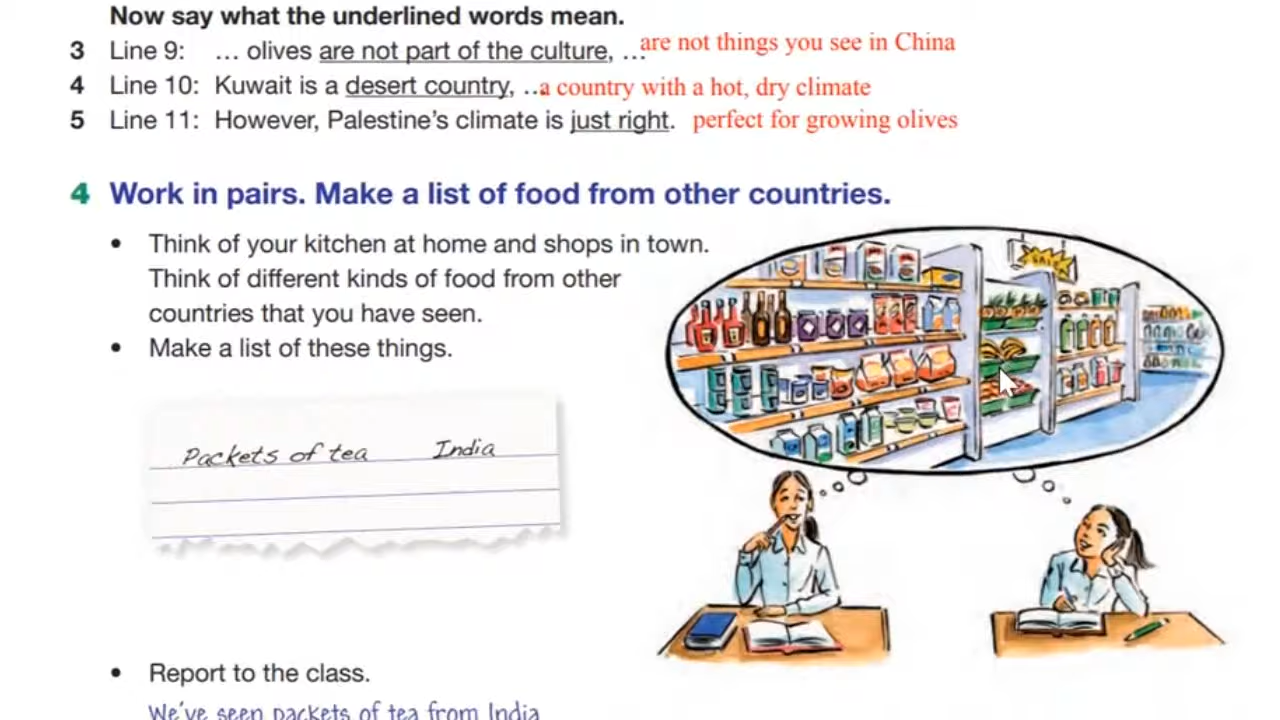 Now say what the underlined words mean.
3 Line 9: … olives are not part of the culture, … are not things you see in China
4 Line 10: Kuwait is a desert country, … a country with a hot, dry climate
5 Line 11: However, Palestine's climate is just right. perfect for growing olives
4 Work in pairs. Make a list of food from other countries.
• Think of your kitchen at home and shops in town.
Think of different kinds of food from other
countries that you have seen.
• Make a list of these things.
Packets of tea India
• Report to the class.
We've seen packets of tea from India